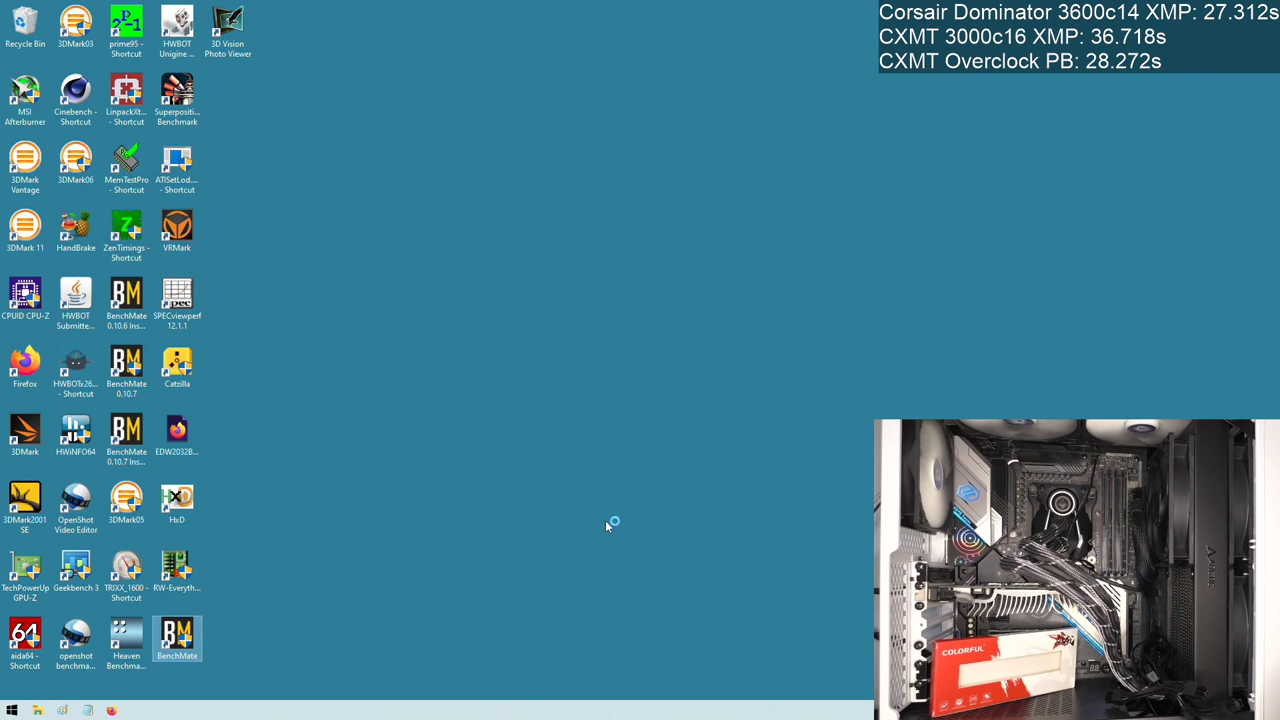 Corsair Dominator 3600c14 XMP: 27.312s
CXMT 3000c16 XMP: 36.718s
CXMT Overclock PB: 28.272s
Recycle Bin
3DMark03
prime95 -
Shortcut
HWBOT
Unigine ...
3D Vision
Photo Viewer
MSI
Afterburner
Cinebench -
Shortcut
LinpackXt...
- Shortcut
Superpositi...
Benchmark
3DMark
Vantage
3DMark06
MemTestPro
- Shortcut
ATISetLod....
- Shortcut
3DMark 11
HandBrake
ZenTimings -
Shortcut
VRMark
CPUID CPU-Z
HWBOT
Submitte...
BenchMate
0.10.6 Ins...
SPECviewperf
12.1.1
Firefox
HWBOTx26...
- Shortcut
BenchMate
0.10.7
Catzilla
3DMark
HWiNFO64
BenchMate
0.10.7 Ins...
EDW2032B...
3DMark2001
SE
OpenShot
Video Editor
3DMark05
HxD
TechPowerUp
GPU-Z
Geekbench 3
TRIXX_1600 -
Shortcut
RW-Everyth...
aida64 -
Shortcut
openshot
benchma...
Heaven
Benchma...
BenchMate
COLORFUL